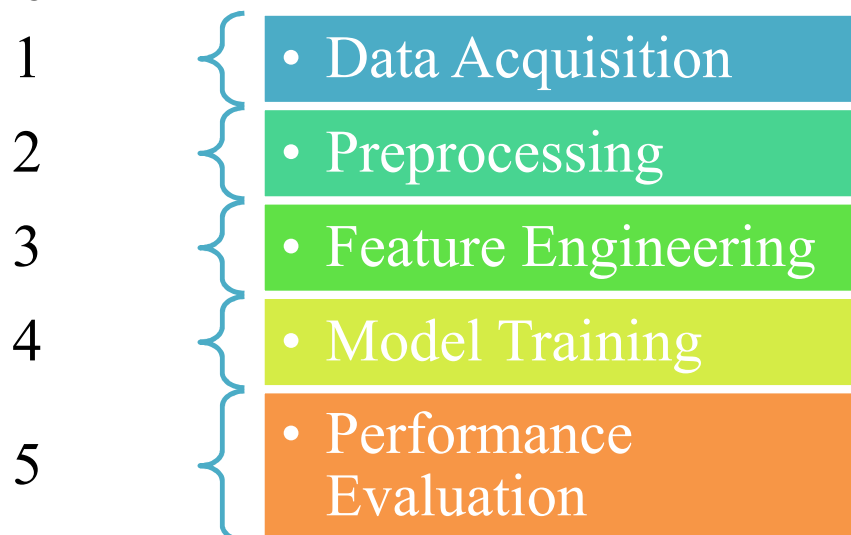 1 • Data Acquisition
2 • Preprocessing
3 • Feature Engineering
4 • Model Training
5 • Performance
Evaluation